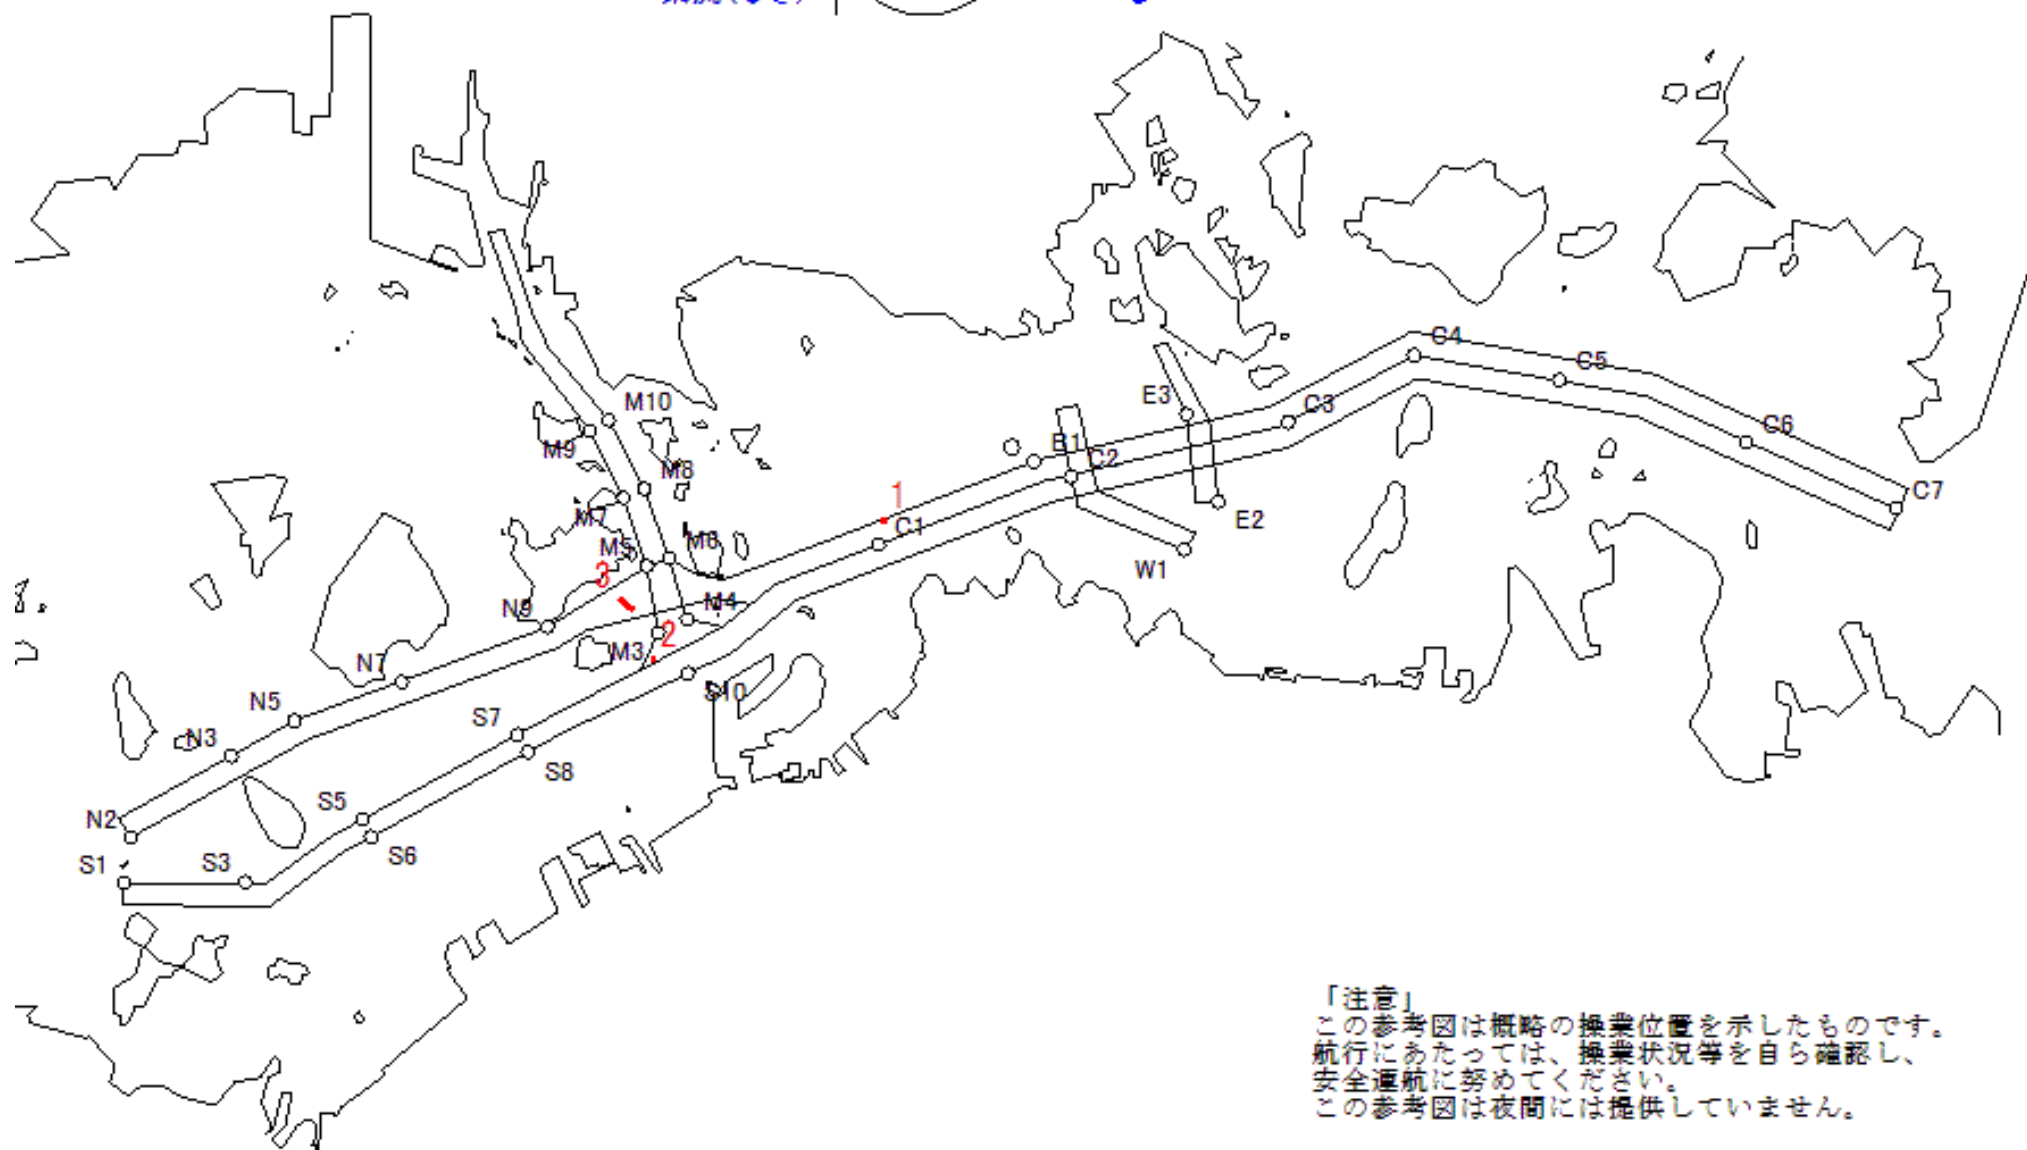 C4
C5
M10
E3
C3
C6
M9
B1
M8
C2
C7
1
M7
E2
C1
M5
M6
W1
3
N9
M4
2
M3
N7
S10
N5
S7
N3
S8
S5
N2
S6
S1
S3
「注意」
この参考図は概略の操業位置を示したものです。
航行にあたっては、操業状況等を自ら確認し、
安全運航に努めてください。
この参考図は夜間には提供していません。